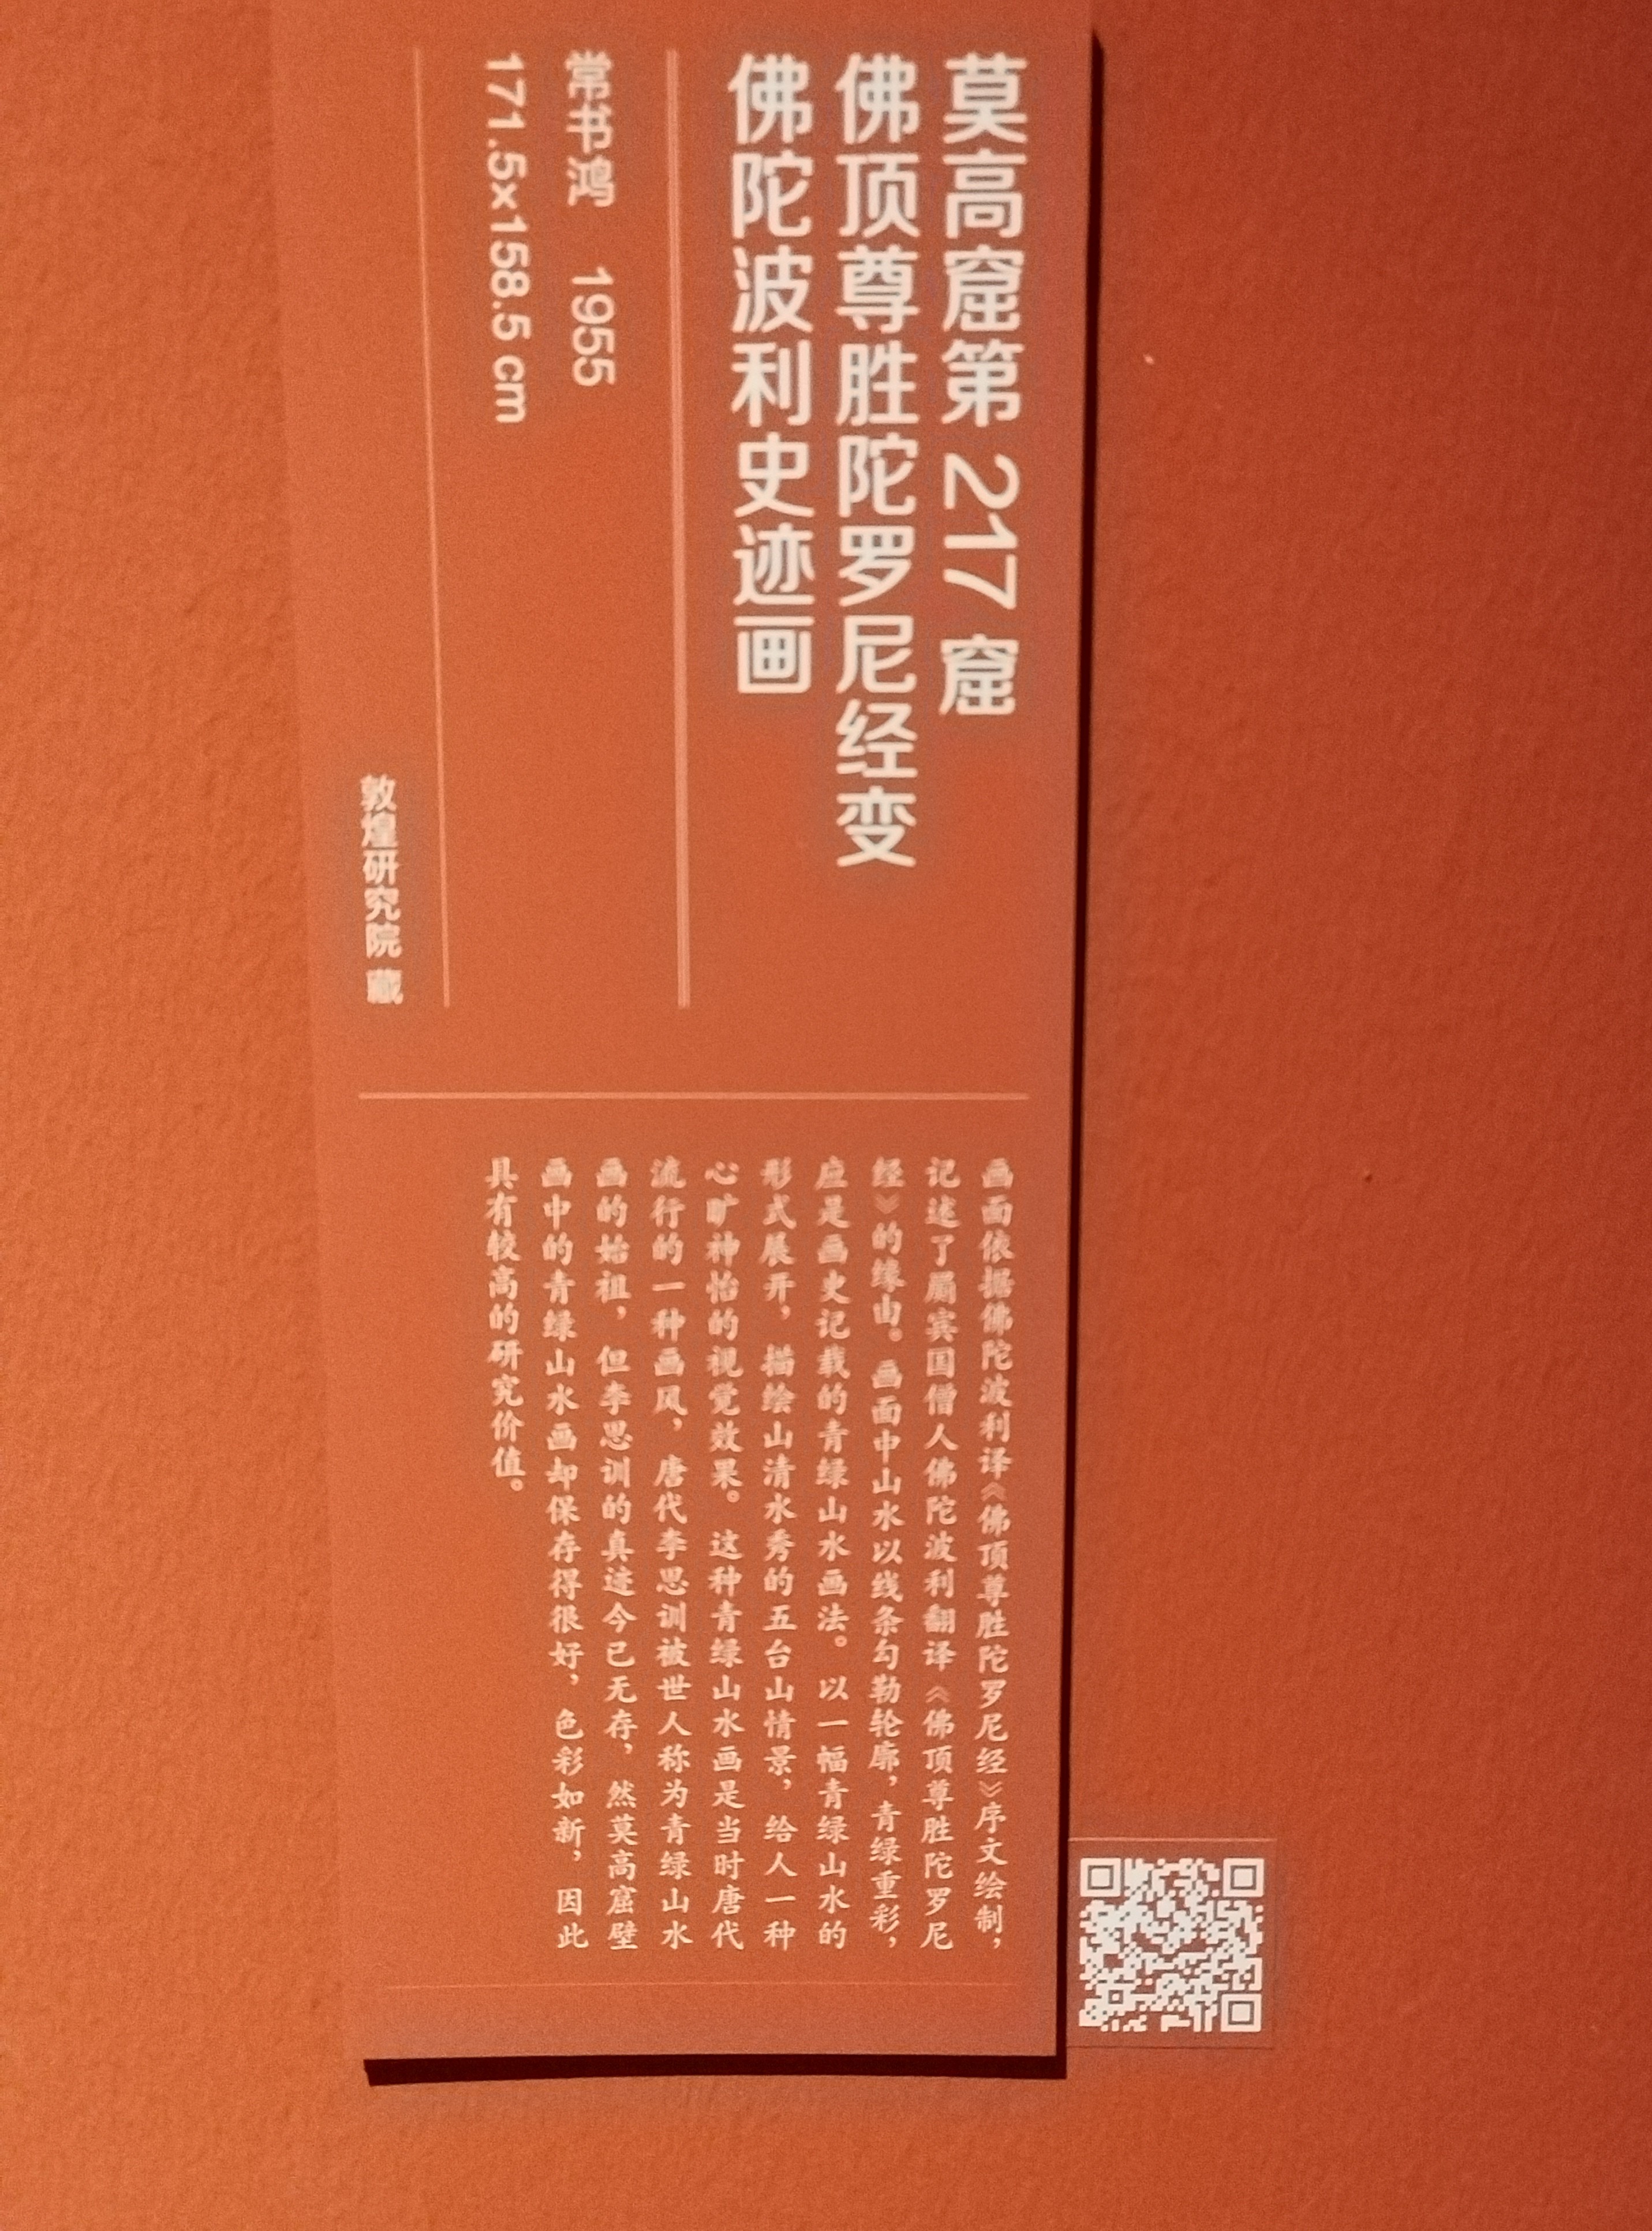 莫高窟第 217 窟
佛顶尊胜陀罗尼经变
佛陀波利史迹画
常书鸿 1955
171.5×158.5 cm
敦煌研究院 藏
画面依据佛陀波利译《佛顶尊胜陀罗尼经》序文绘制，
记述了罽宾国僧人佛陀波利翻译《佛顶尊胜陀罗尼
经》的缘由。画面中山水以线条勾勒轮廓，青绿重彩，
应是画史记载的青绿山水画法。以一幅青绿山水的
形式展开，描绘山清水秀的五台山情景，给人一种
心旷神怡的视觉效果。这种青绿山水画是当时唐代
流行的一种画风，唐代李思训被世人称为青绿山水
画的始祖，但李思训的真迹今已无存，然莫高窟壁
画中的青绿山水画却保存得很好，色彩如新，因此
具有较高的研究价值。